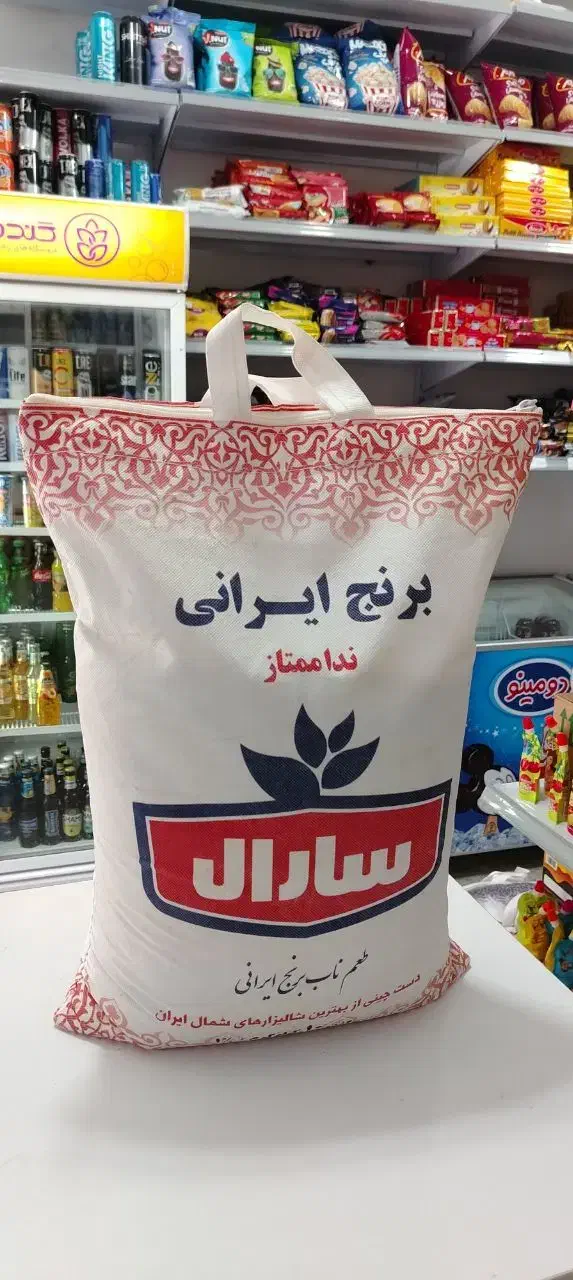 برنج ایرانی
ندا ممتاز
سارال
طعم ناب برنج ایرانی
دست چینی از بهترین شالیزارهای شمال ایران
دومینو